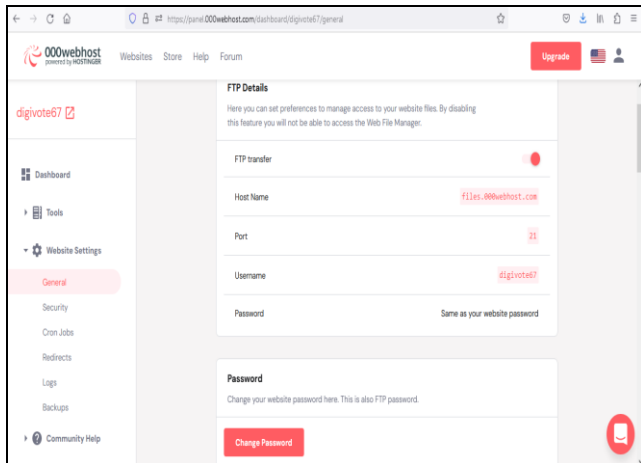 https://panel.000webhost.com/dashboard/digivote67/general
000webhost
powered by HOSTINGER
Websites Store Help Forum
Upgrade
digivote67
Dashboard
Tools
Website Settings
General
Security
Cron Jobs
Redirects
Logs
Backups
Community Help
FTP Details
Here you can set preferences to manage access to your website files. By disabling
this feature you will not be able to access the Web File Manager.
FTP transfer
Host Name files.000webhost.com
Port 21
Username digivote67
Password Same as your website password
Password
Change your website password here. This is also FTP password.
Change Password